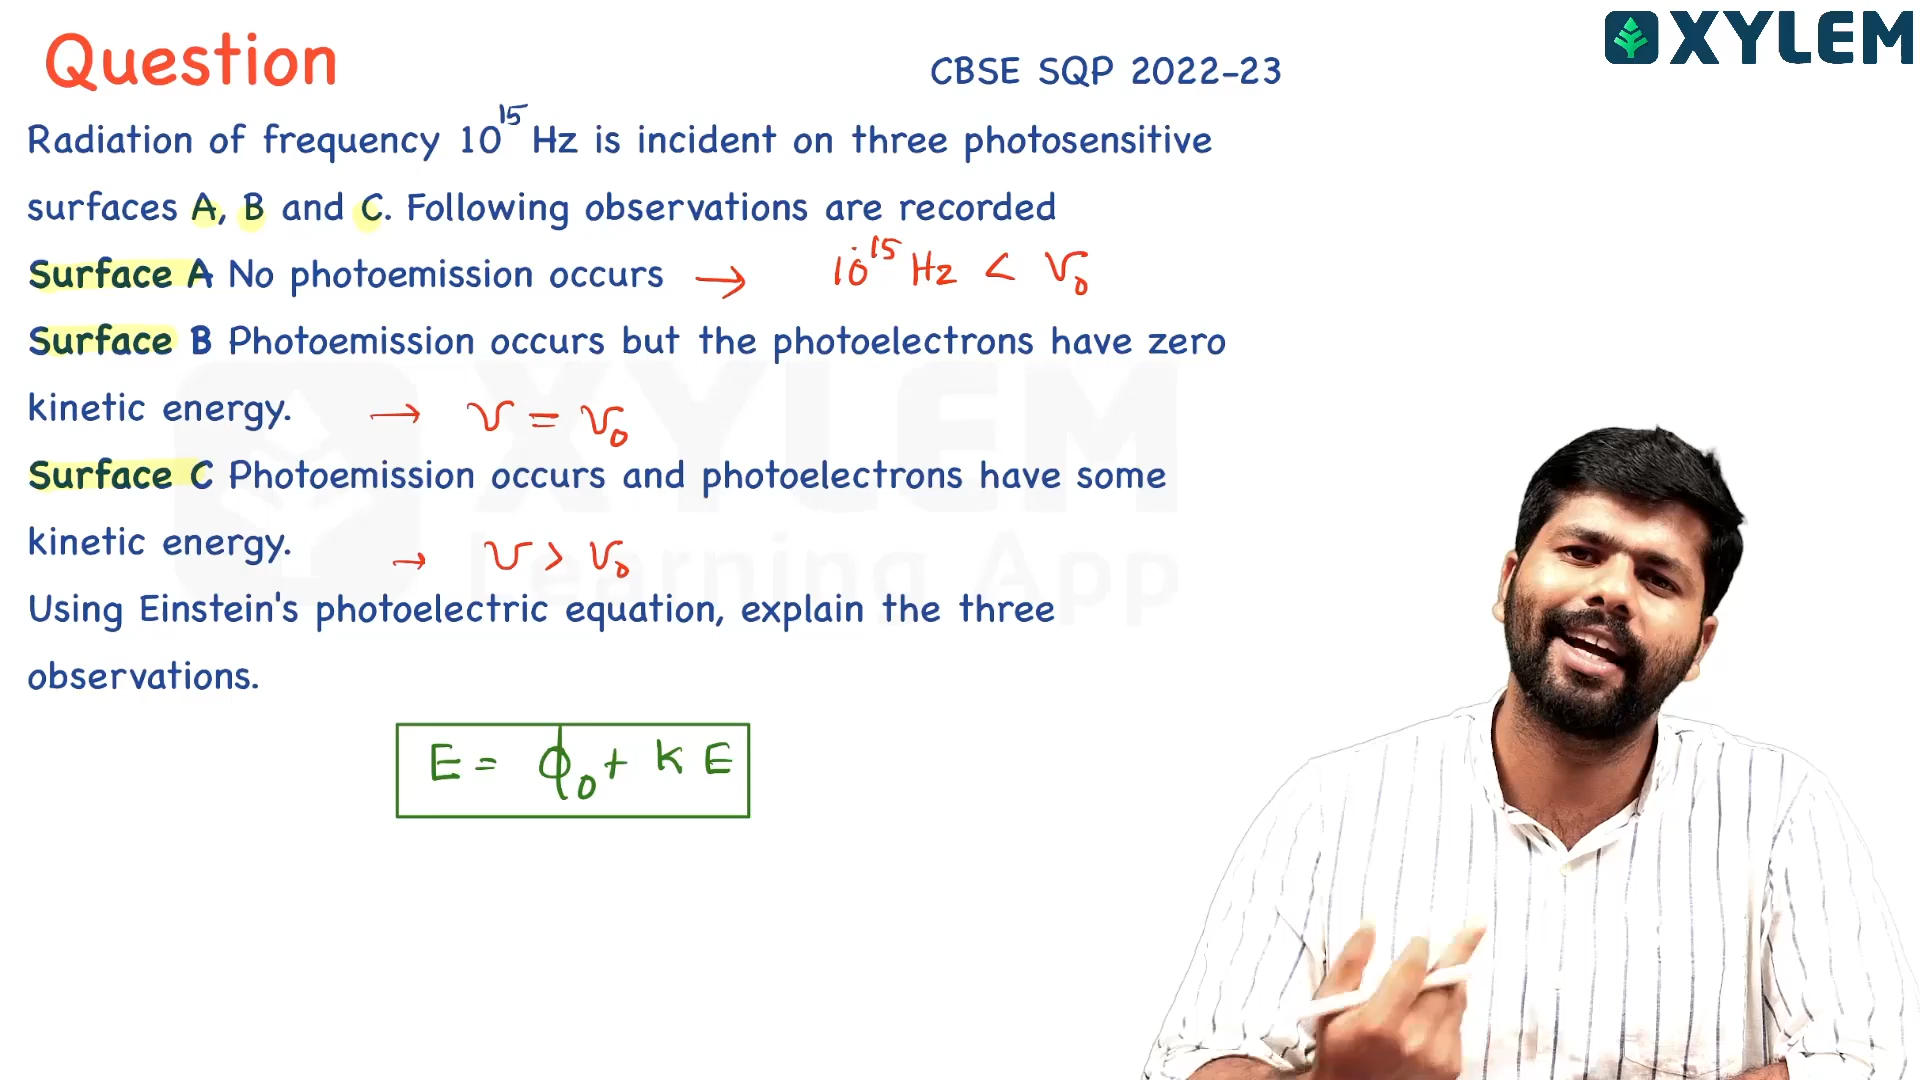 XYLEM
Question
CBSE SQP 2022-23
Radiation of frequency 10¹⁵ Hz is incident on three photosensitive
surfaces A, B and C. Following observations are recorded
Surface A No photoemission occurs → 10¹⁵ Hz < ν₀
Surface B Photoemission occurs but the photoelectrons have zero
kinetic energy. → ν = ν₀
Surface C Photoemission occurs and photoelectrons have some
kinetic energy. → ν > ν₀
Using Einstein's photoelectric equation, explain the three
observations.
E = ϕ₀ + K E
XYLEM
Learning App